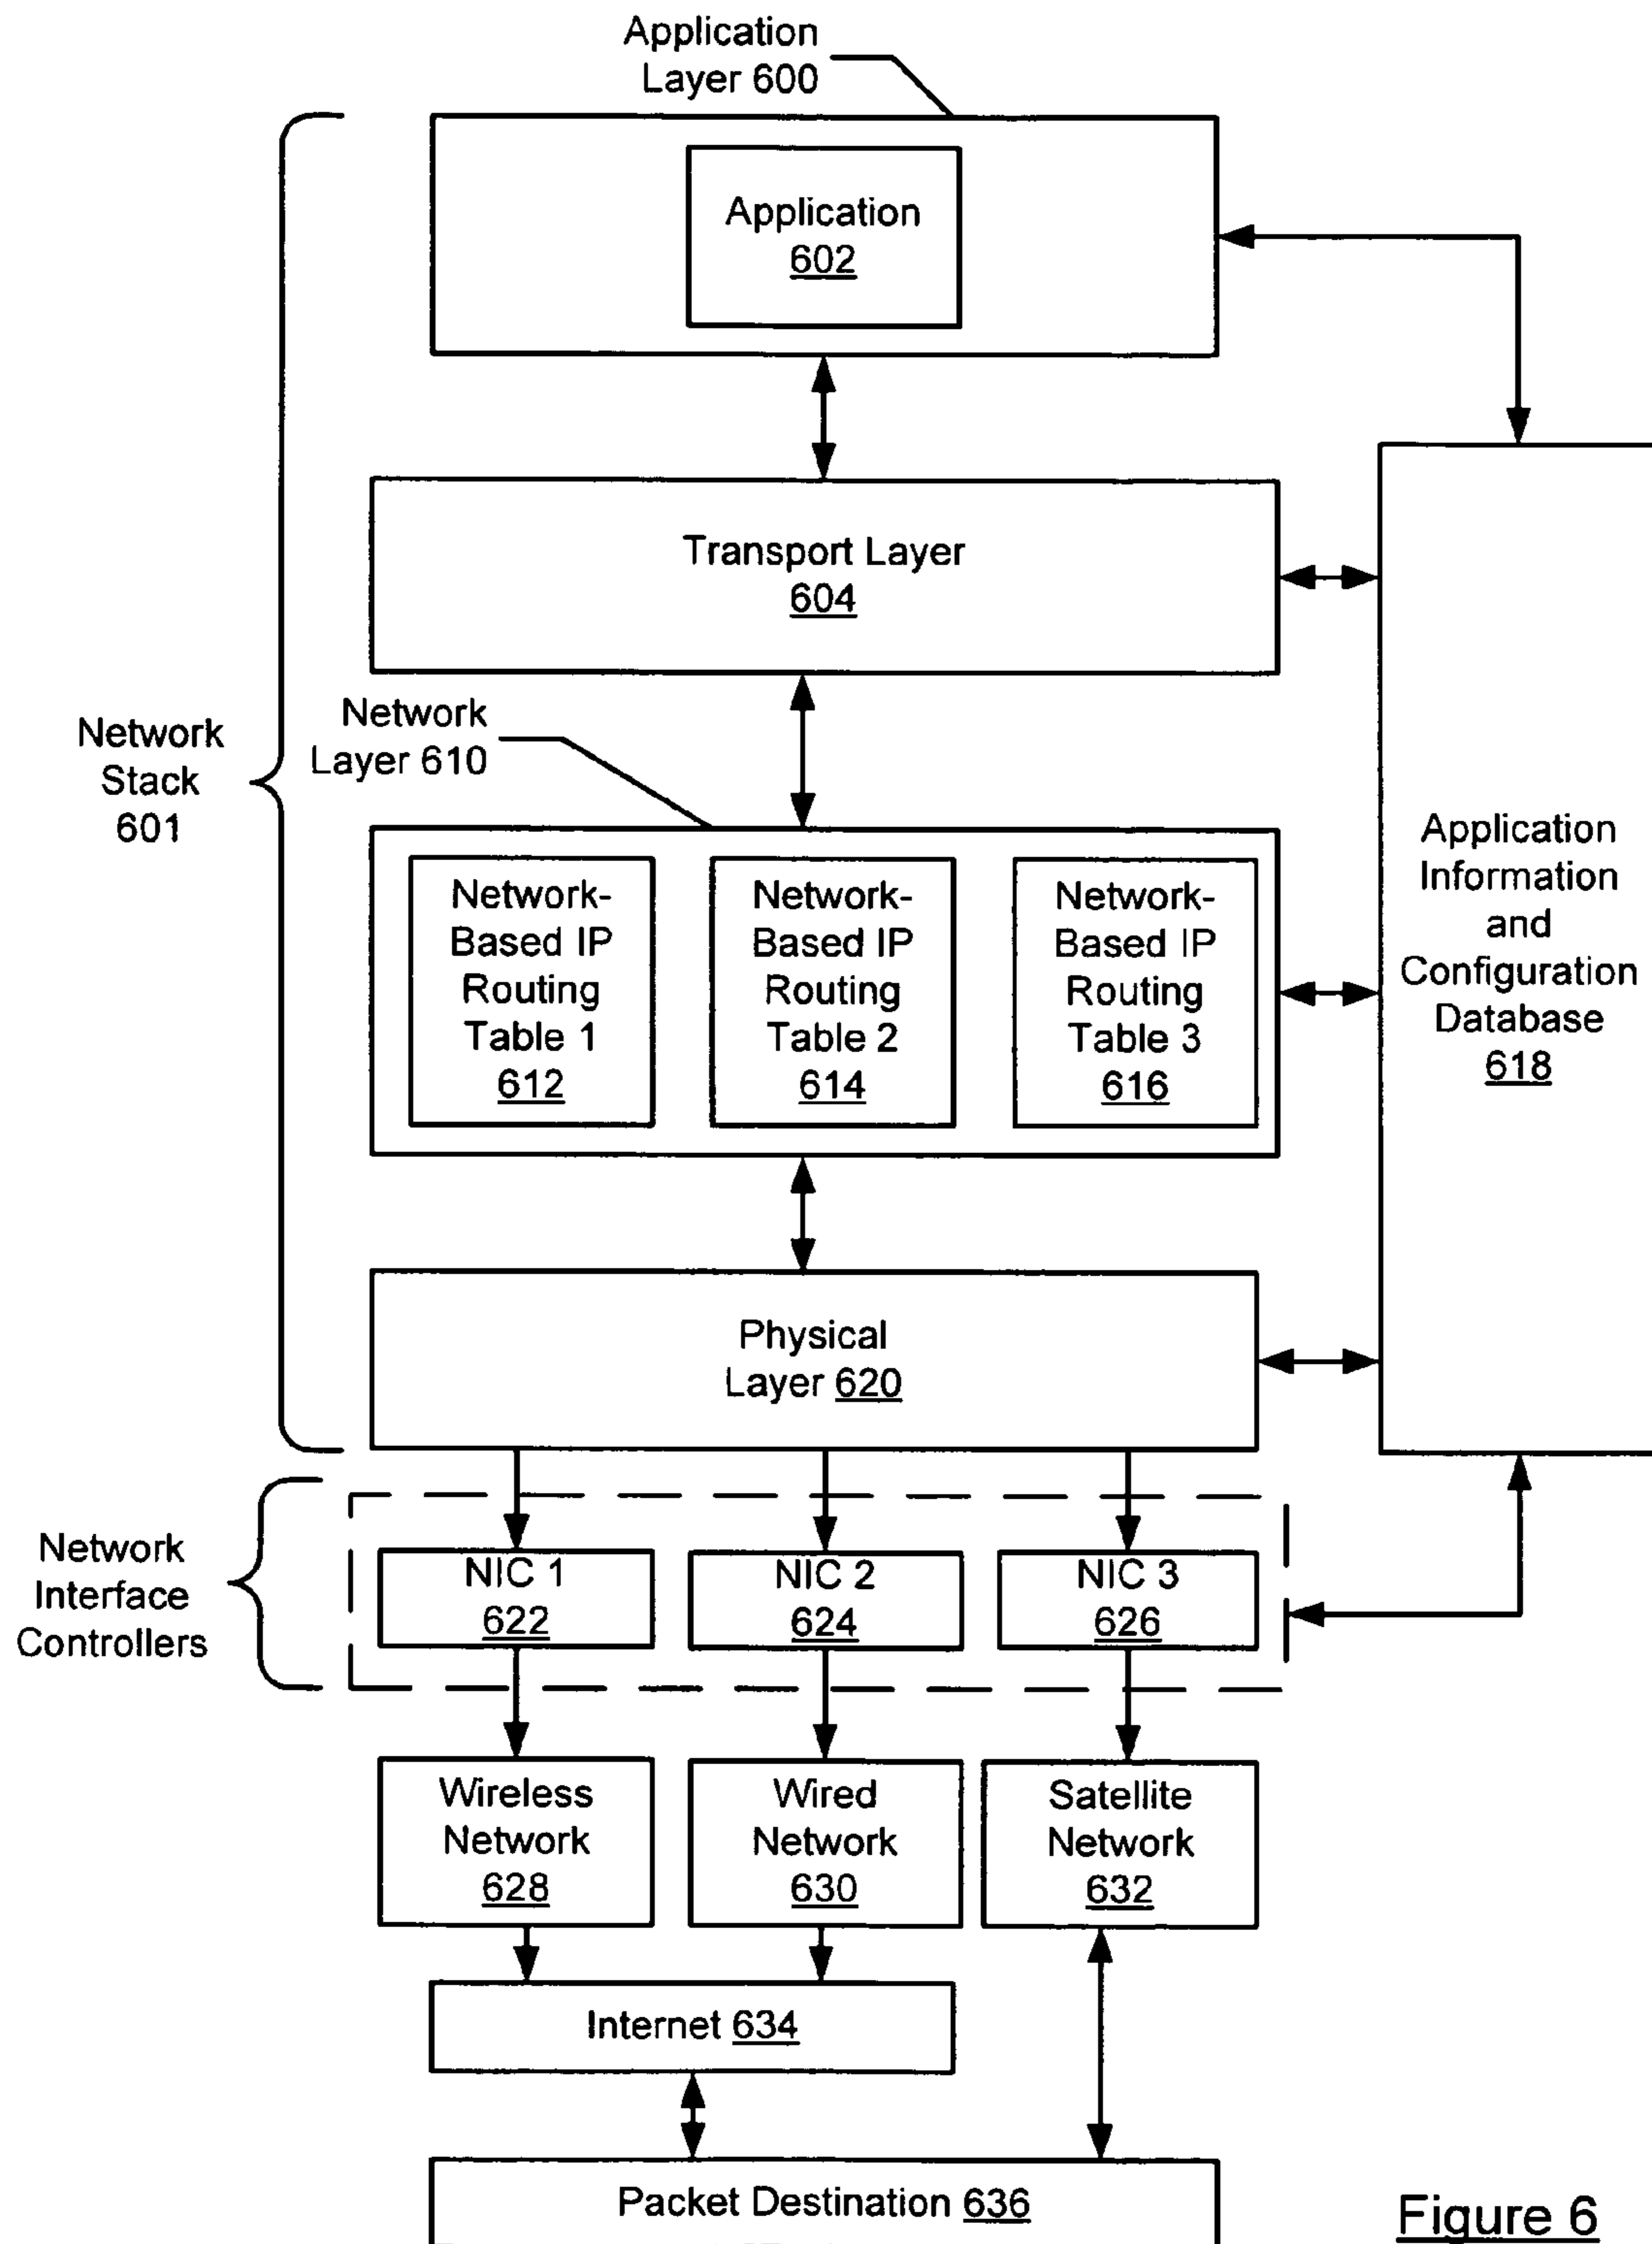 Application
Layer 600
Application
602
Transport Layer
604
Network
Layer 610
Network
Stack
601
Network-
Based IP
Routing
Table 1
612
Network-
Based IP
Routing
Table 2
614
Network-
Based IP
Routing
Table 3
616
Application
Information
and
Configuration
Database
618
Physical
Layer 620
Network
Interface
Controllers
NIC 1
622
NIC 2
624
NIC 3
626
Wireless
Network
628
Wired
Network
630
Satellite
Network
632
Internet 634
Packet Destination 636
Figure 6